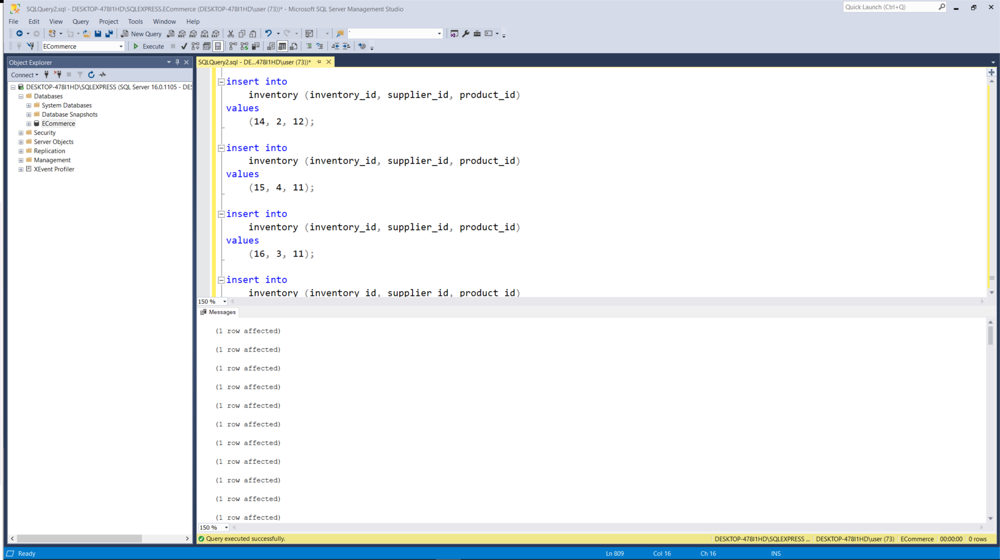 SQLQuery2.sql - DESKTOP-478I1HD\SQLEXPRESS.ECommerce (DESKTOP-478I1HD\user (73))* - Microsoft SQL Server Management Studio
Quick Launch (Ctrl+Q)
File Edit View Query Project Tools Window Help
New Query
ECommerce Execute
Object Explorer
SQLQuery2.sql - DE...478I1HD\user (73))*
Connect
DESKTOP-478I1HD\SQLEXPRESS (SQL Server 16.0.1105 - DES
Databases
System Databases
Database Snapshots
ECommerce
Security
Server Objects
Replication
Management
XEvent Profiler
insert into
inventory (inventory_id, supplier_id, product_id)
values
(14, 2, 12);
insert into
inventory (inventory_id, supplier_id, product_id)
values
(15, 4, 11);
insert into
inventory (inventory_id, supplier_id, product_id)
values
(16, 3, 11);
insert into
inventory (inventory_id, supplier_id, product_id)
150 %
Messages
(1 row affected)
(1 row affected)
(1 row affected)
(1 row affected)
(1 row affected)
(1 row affected)
(1 row affected)
(1 row affected)
(1 row affected)
(1 row affected)
(1 row affected)
150 %
Query executed successfully.
DESKTOP-478I1HD\SQLEXPRESS ... DESKTOP-478I1HD\user (73) ECommerce 00:00:00 0 rows
Ready Ln 809 Col 16 Ch 16 INS